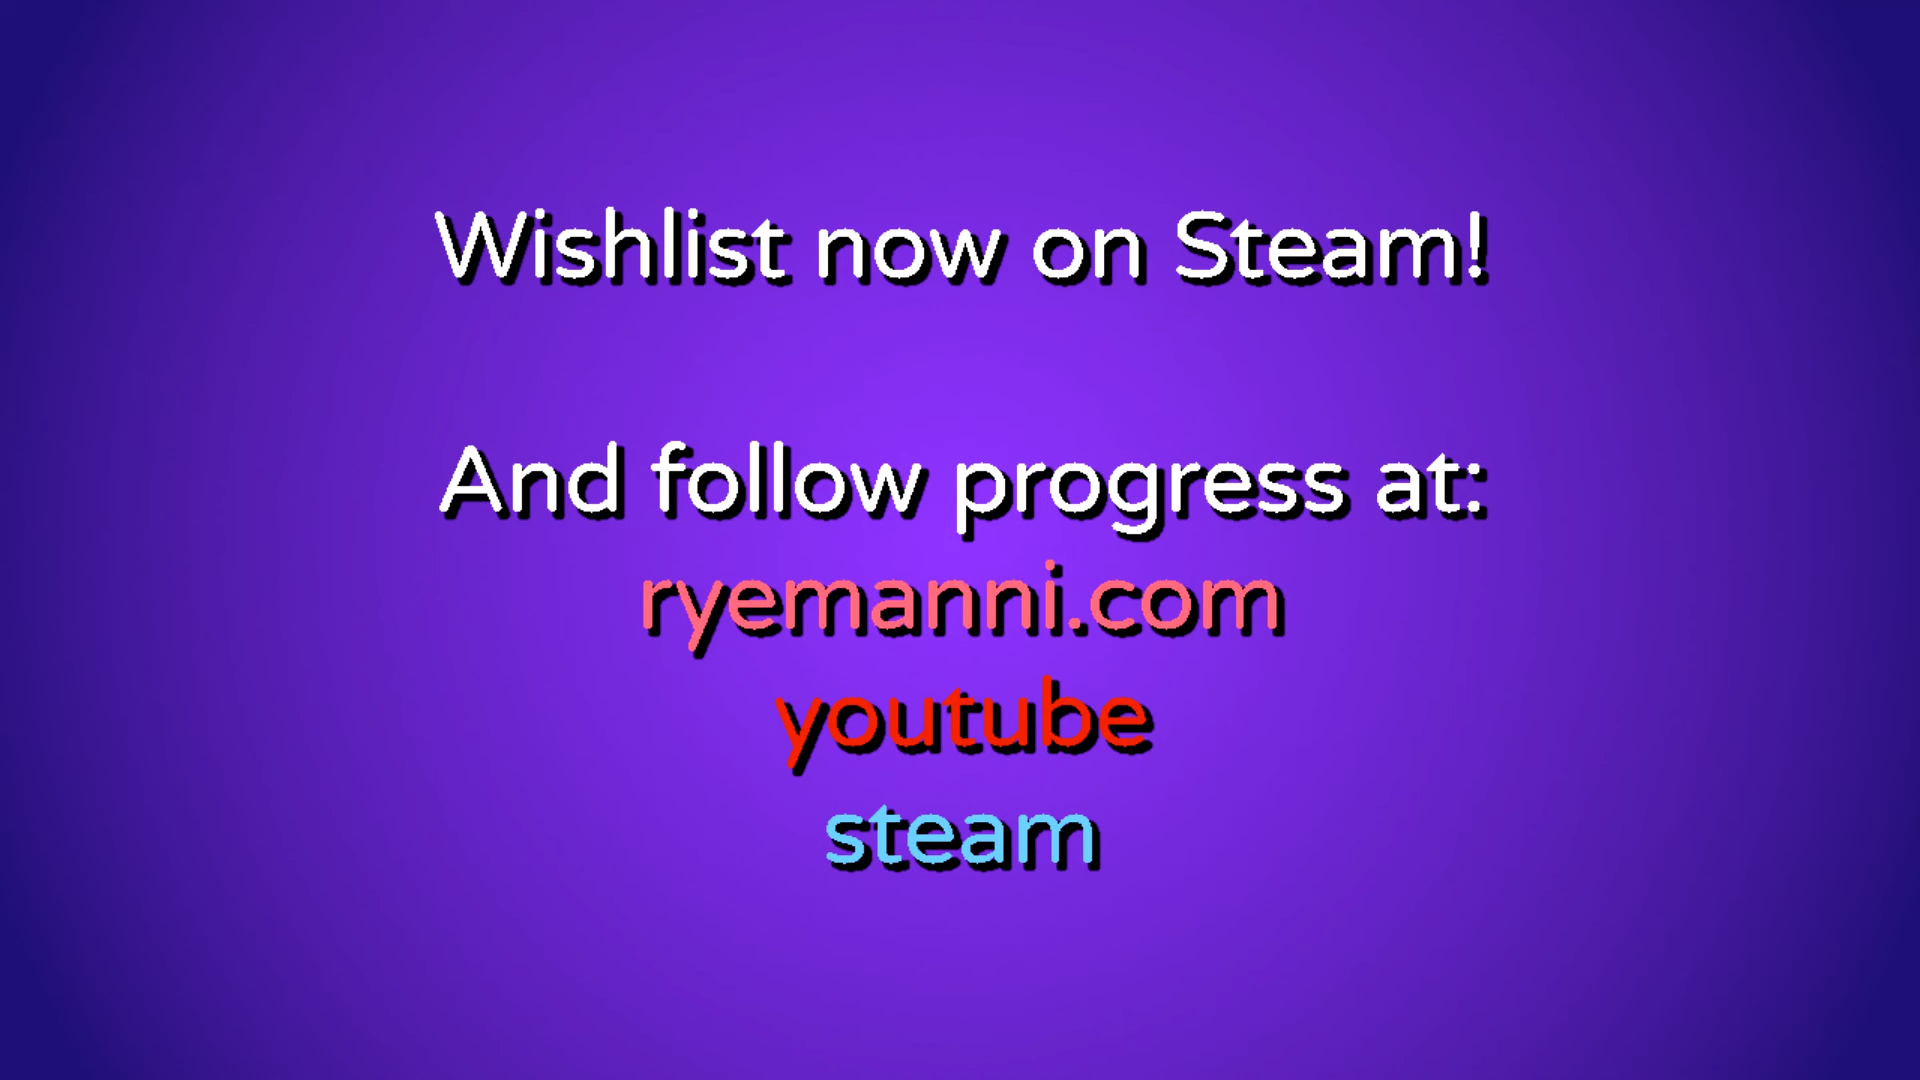 Wishlist now on Steam!
And follow progress at:
ryemanni.com
youtube
steam